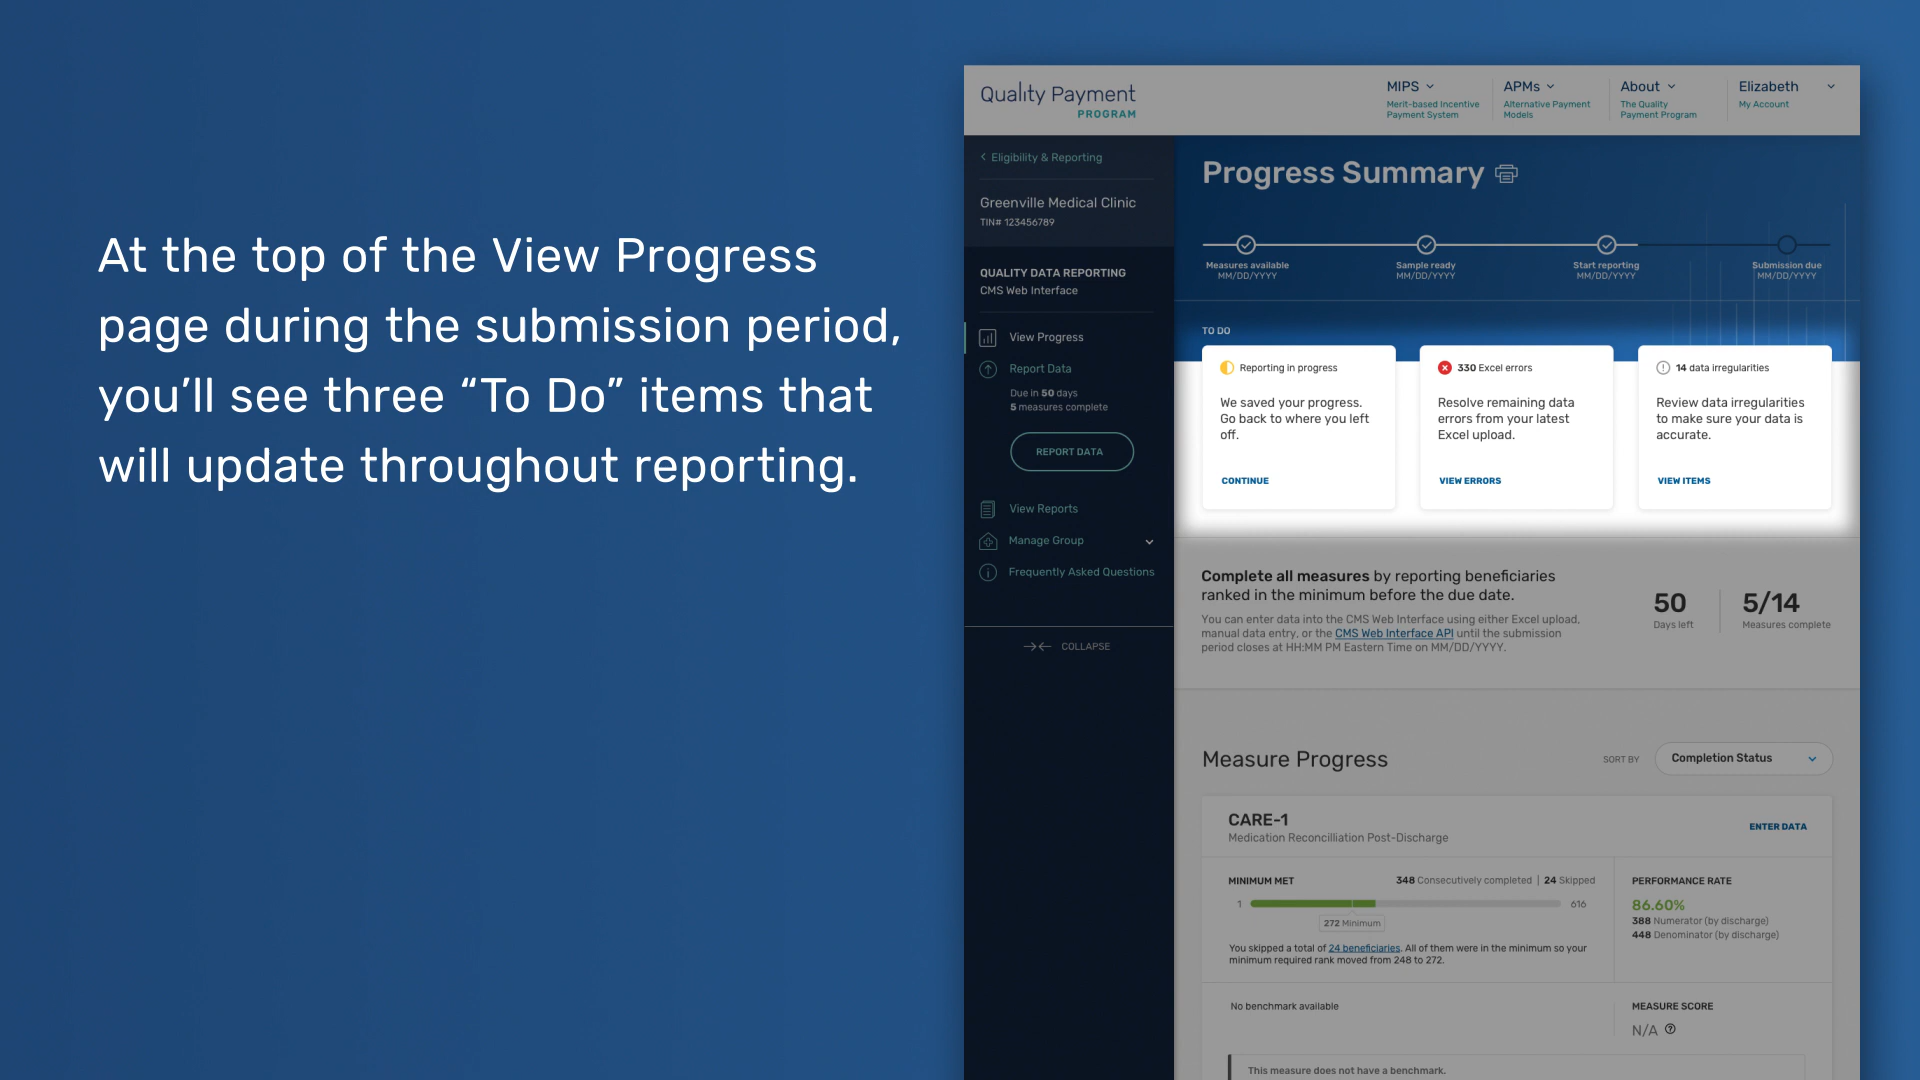 At the top of the View Progress
page during the submission period,
you’ll see three “To Do” items that
will update throughout reporting.
Quality Payment
PROGRAM
MIPS
Merit-based Incentive
Payment System
APMs
Alternative Payment
Models
About
The Quality
Payment Program
Elizabeth
My Account
Eligibility & Reporting
Greenville Medical Clinic
TIN# 123456789
QUALITY DATA REPORTING
CMS Web Interface
View Progress
Report Data
Due in 50 days
5 measures complete
REPORT DATA
View Reports
Manage Group
Frequently Asked Questions
COLLAPSE
Progress Summary
Measures available
MM/DD/YYYY
Sample ready
MM/DD/YYYY
Start reporting
MM/DD/YYYY
Submission due
MM/DD/YYYY
TO DO
Reporting in progress
We saved your progress.
Go back to where you left
off.
CONTINUE
330 Excel errors
Resolve remaining data
errors from your latest
Excel upload.
VIEW ERRORS
14 data irregularities
Review data irregularities
to make sure your data is
accurate.
VIEW ITEMS
Complete all measures by reporting beneficiaries
ranked in the minimum before the due date.
You can enter data into the CMS Web Interface using either Excel upload,
manual data entry, or the CMS Web Interface API until the submission
period closes at HH:MM PM Eastern Time on MM/DD/YYYY.
50
Days left
5/14
Measures complete
Measure Progress
SORT BY
Completion Status
CARE-1
Medication Reconcilliation Post-Discharge
ENTER DATA
MINIMUM MET
348 Consecutively completed | 24 Skipped
1
616
272 Minimum
You skipped a total of 24 beneficiaries. All of them were in the minimum so your
minimum required rank moved from 248 to 272.
PERFORMANCE RATE
86.60%
388 Numerator (by discharge)
448 Denominator (by discharge)
No benchmark available
MEASURE SCORE
N/A
This measure does not have a benchmark.